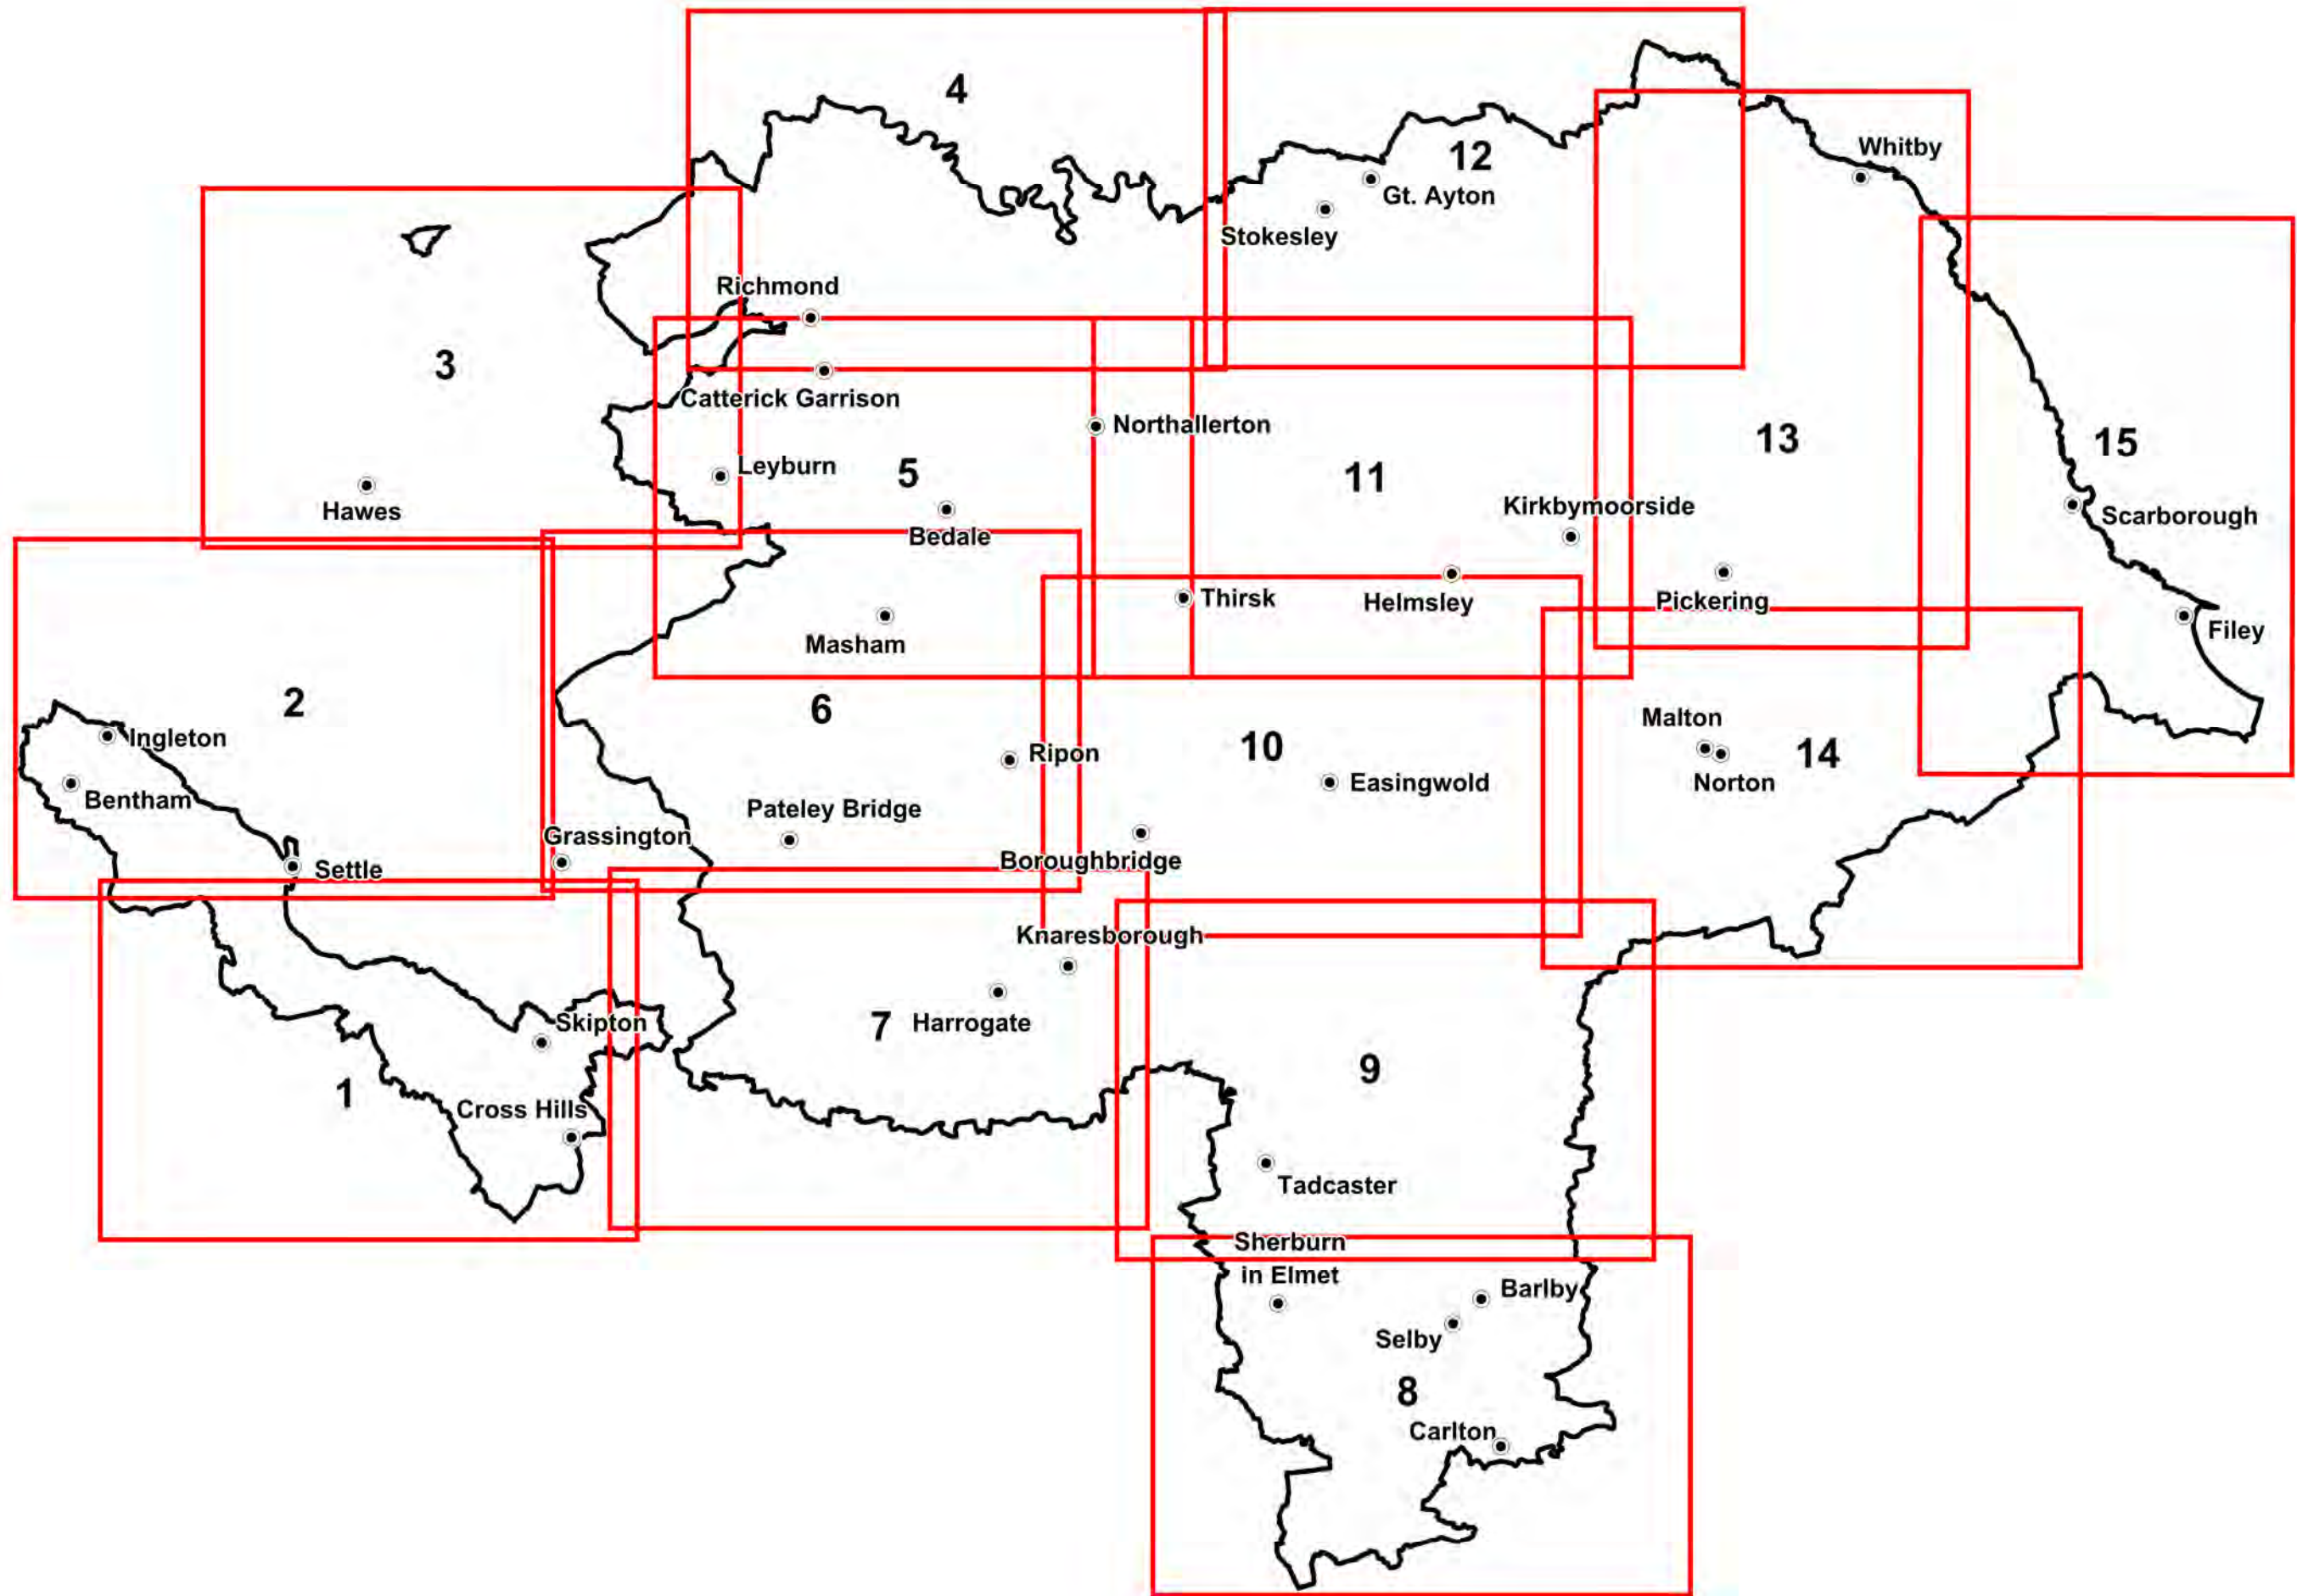 4
12
Whitby
Gt. Ayton
Stokesley
Richmond
3
Catterick Garrison
Northallerton
13
15
Leyburn
5
11
Hawes
Kirkbymoorside
Scarborough
Bedale
Thirsk
Helmsley
Pickering
Filey
Masham
2
6
Malton
Ingleton
Ripon
10
14
Bentham
Pateley Bridge
Easingwold
Norton
Grassington
Settle
Boroughbridge
Knaresborough
Skipton
7
Harrogate
1
9
Cross Hills
Tadcaster
Sherburn
in Elmet
Barlby
Selby
8
Carlton